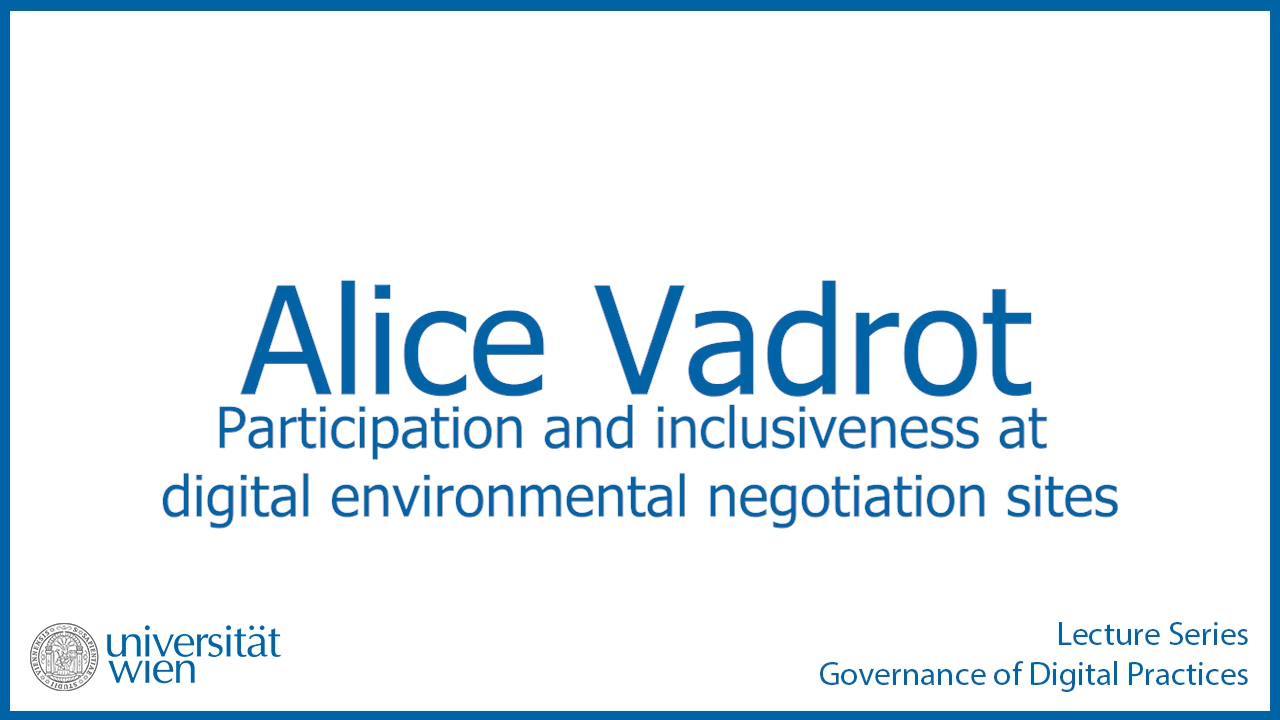 Alice Vadrot
Participation and inclusiveness at
digital environmental negotiation sites
universität
wien
Lecture Series
Governance of Digital Practices